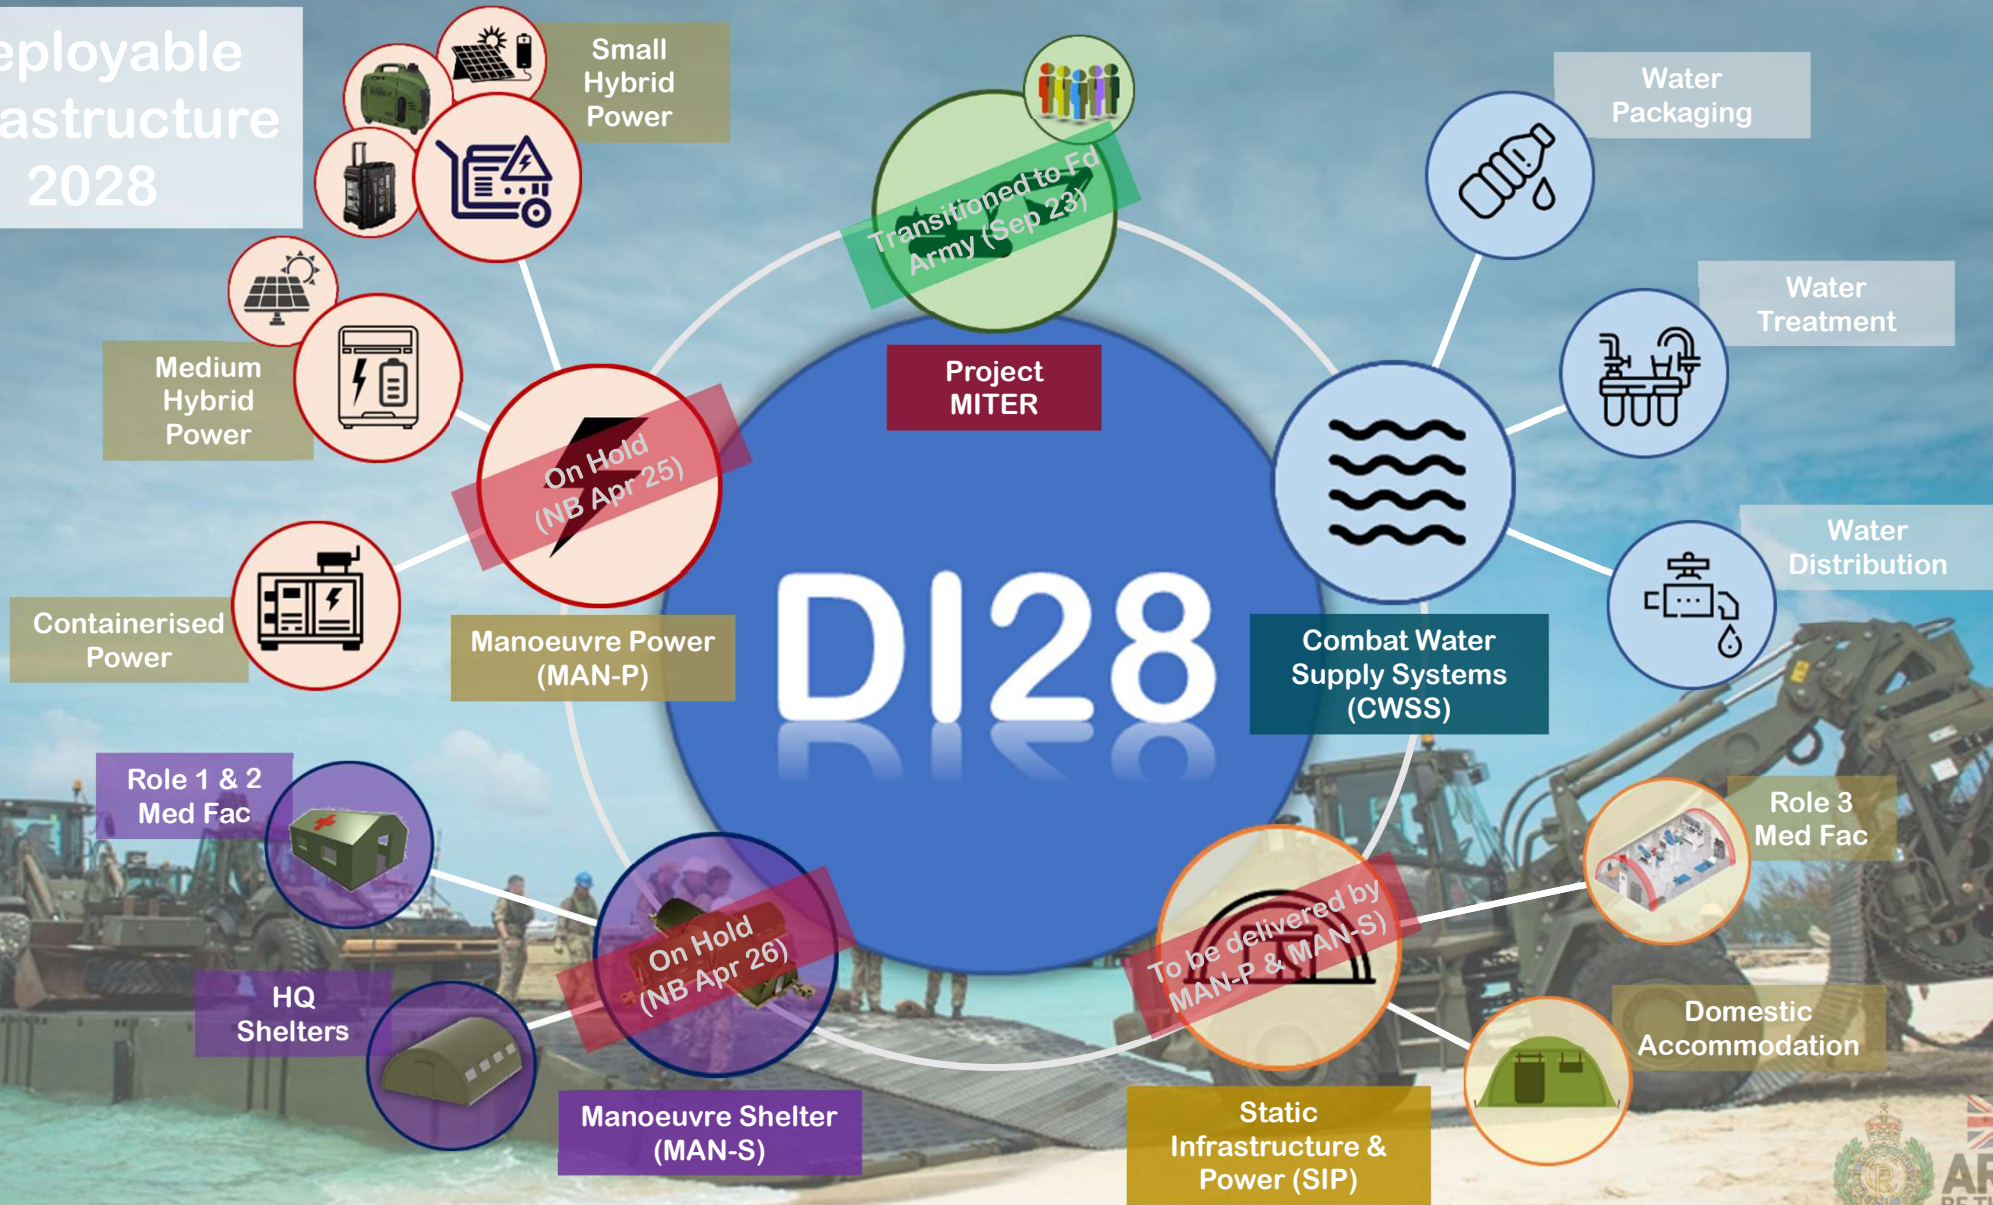 eployable
astructure
2028
Small
Hybrid
Power
Medium
Hybrid
Power
Containerised
Power
On Hold
(NB Apr 25)
Manoeuvre Power
(MAN-P)
Transitioned to Fd
Army (Sep 23)
Project
MITER
DI28
Water
Packaging
Water
Treatment
Water
Distribution
Combat Water
Supply Systems
(CWSS)
Role 1 & 2
Med Fac
HQ
Shelters
On Hold
(NB Apr 26)
Manoeuvre Shelter
(MAN-S)
To be delivered by
MAN-P & MAN-S)
Static
Infrastructure &
Power (SIP)
Role 3
Med Fac
Domestic
Accommodation